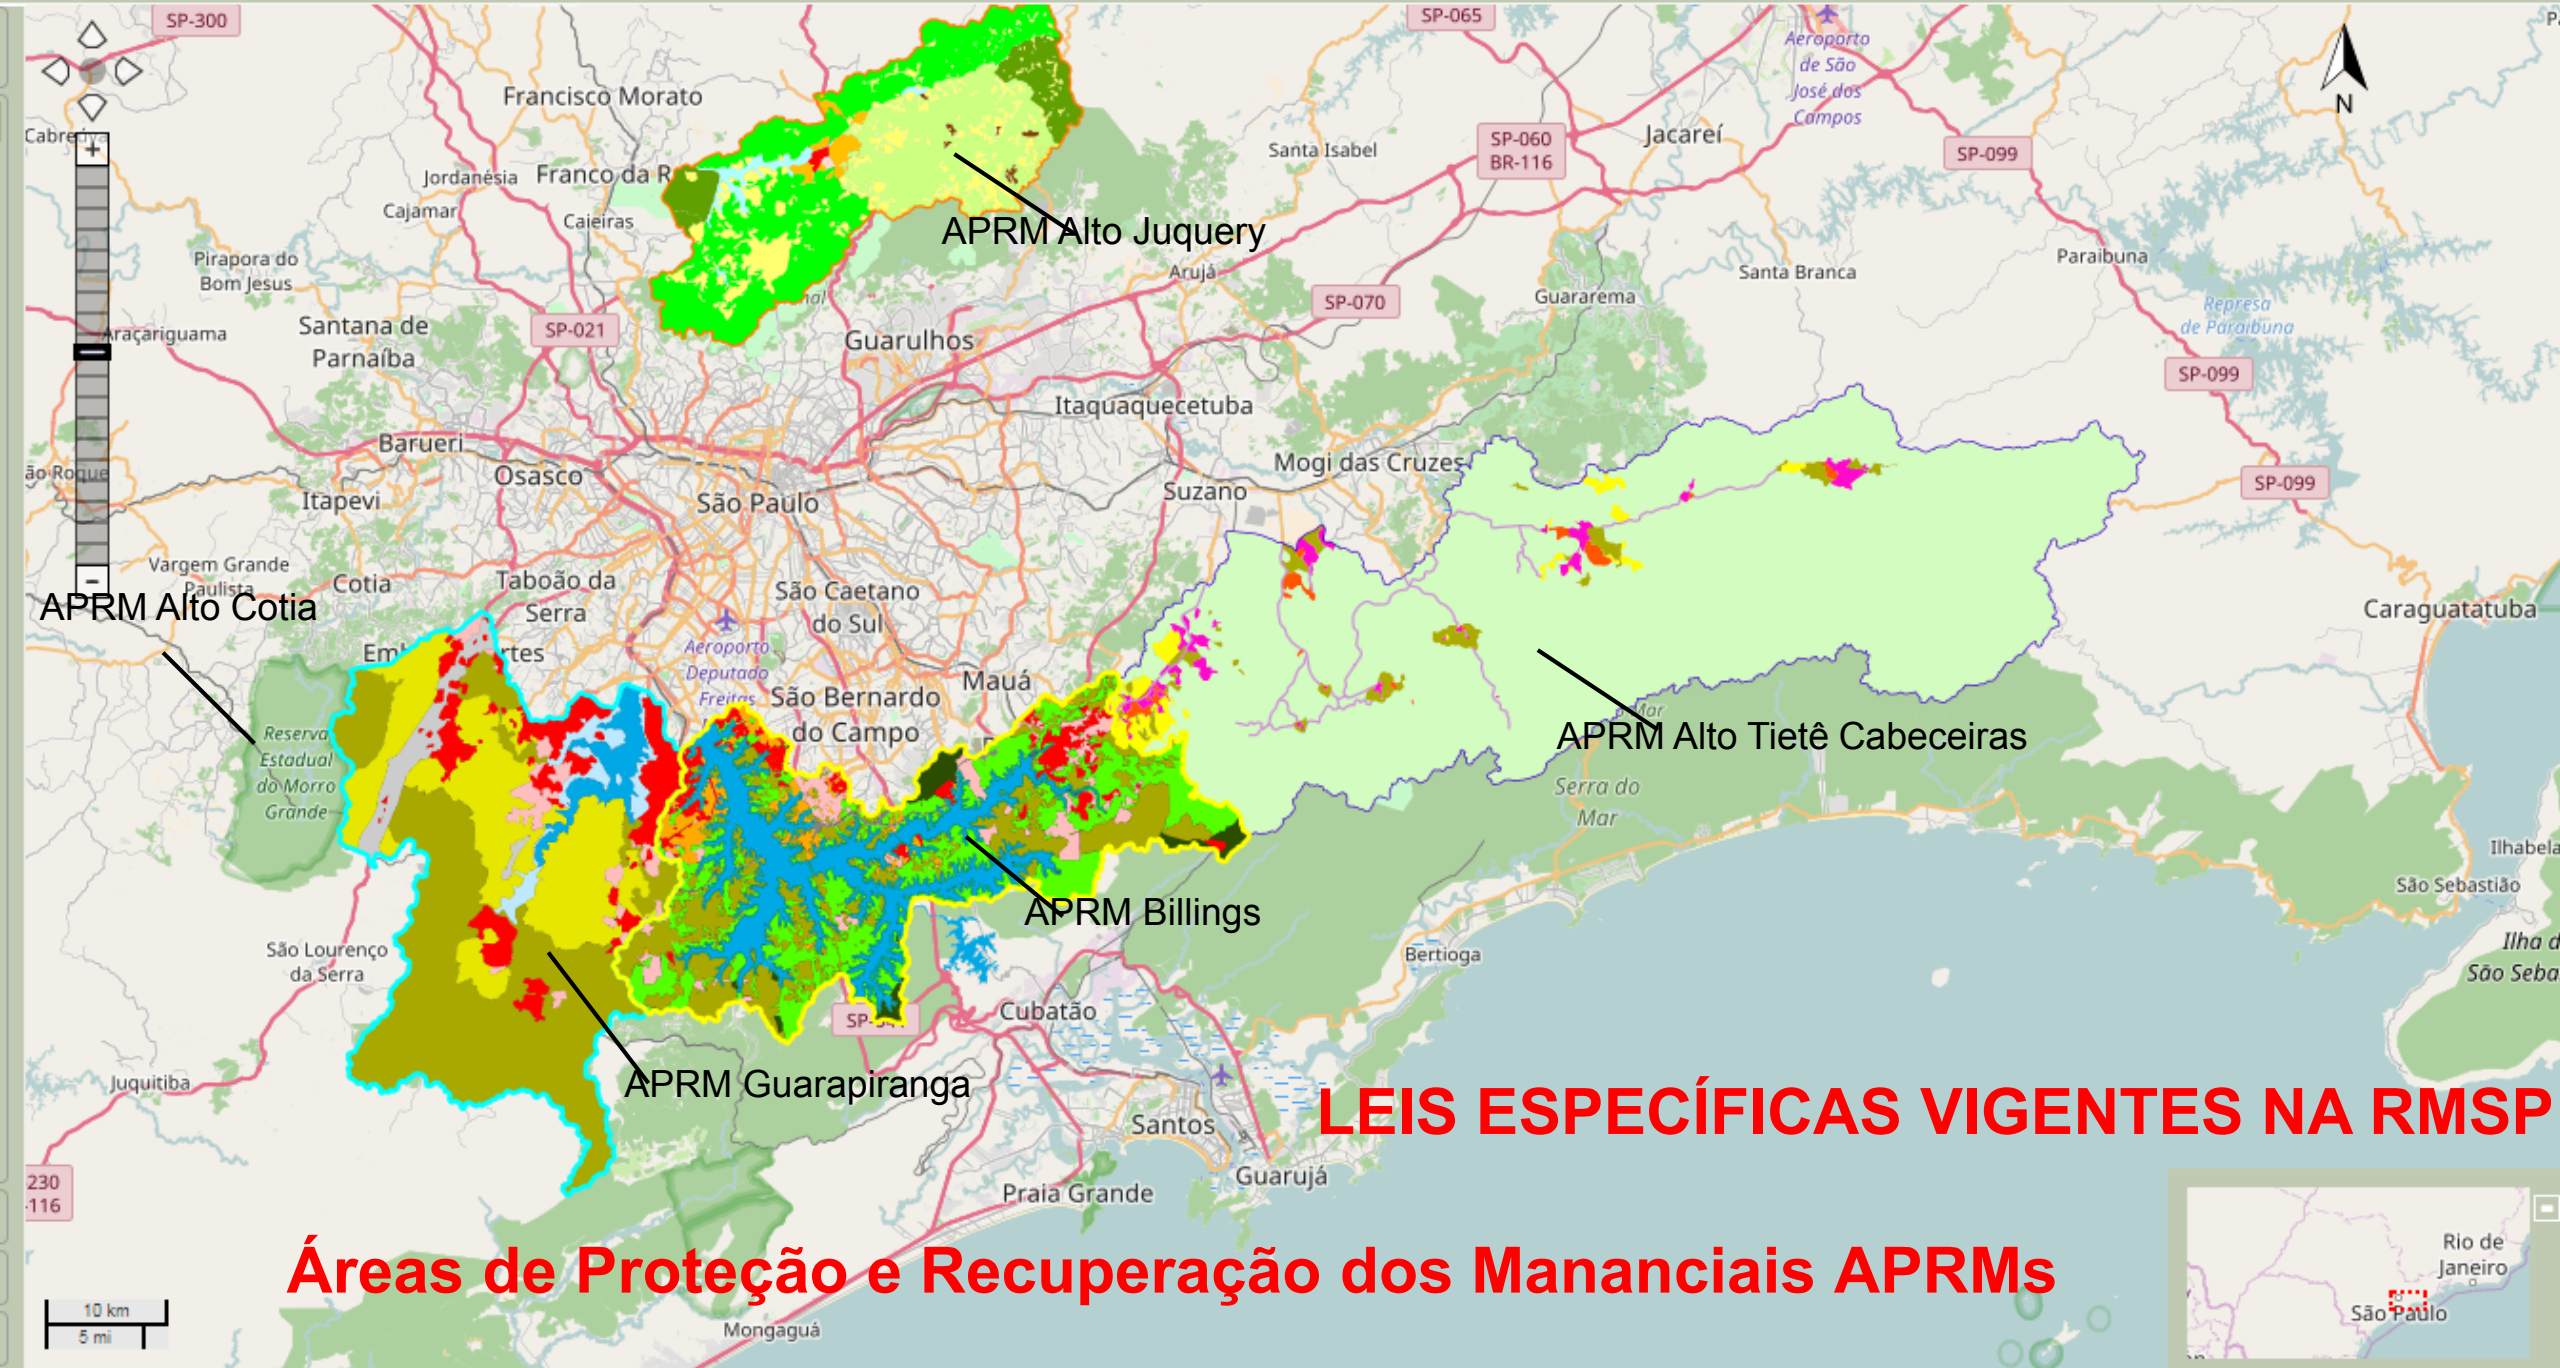 SP-300
SP-065
Aeroporto
de São
José dos
Campos
N
Francisco Morato
SP-060
BR-116
Jacareí
SP-099
Santa Isabel
Jordanésia
Franco da R
Cajamar
Caieiras
APRM Alto Juquery
Pirapora do
Bom Jesus
Arujá
Santa Branca
Paraibuna
SP-070
Guararema
Represa
de Paraibuna
Araçariguama
Santana de
Parnaíba
SP-021
Guarulhos
SP-099
Itaquaquecetuba
Barueri
Osasco
Mogi das Cruzes
ão Roque
Itapevi
São Paulo
Suzano
SP-099
Vargem Grande
Paulista
Cotia
Taboão da
Serra
São Caetano
do Sul
APRM Alto Cotia
Caraguatatuba
Aeroporto
Deputado
Freitas
São Bernardo
do Campo
Mauá
Reserva
Estadual
do Morro
Grande
APRM Alto Tietê Cabeceiras
Serra do
Mar
Ilhabela
São Sebastião
APRM Billings
São Lourenço
da Serra
Bertioga
Ilha d
São Seba
Cubatão
Juquitiba
APRM Guarapiranga
Santos
LEIS ESPECÍFICAS VIGENTES NA RMSP
Guarujá
230
-116
Praia Grande
Áreas de Proteção e Recuperação dos Mananciais APRMs
Rio de
Janeiro
São Paulo
10 km
5 mi
Mongaguá